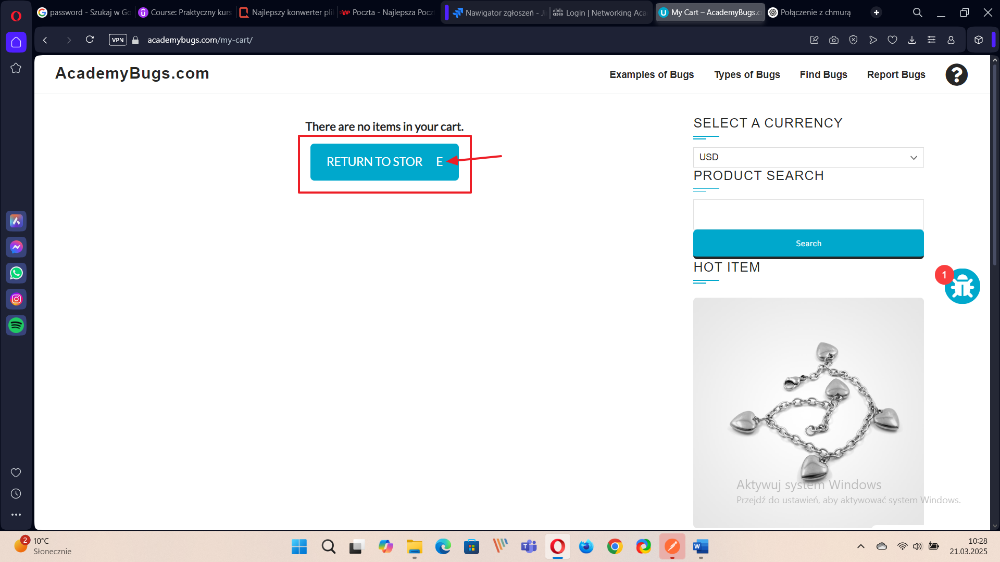 password - Szukaj w Go
Course: Praktyczny kurs
Najlepszy konwerter pli
Poczta - Najlepsza Pocz
Nawigator zgłoszeń - Ji
Login | Networking Aca
My Cart – AcademyBugs.c
Połączenie z chmurą
VPN
academybugs.com/my-cart/
AcademyBugs.com
Examples of Bugs
Types of Bugs
Find Bugs
Report Bugs
?
There are no items in your cart.
RETURN TO STOR E
SELECT A CURRENCY
USD
PRODUCT SEARCH
Search
HOT ITEM
1
Aktywuj system Windows
Przejdź do ustawień, aby aktywować system Windows.
2
10°C
Słonecznie
10:28
21.03.2025